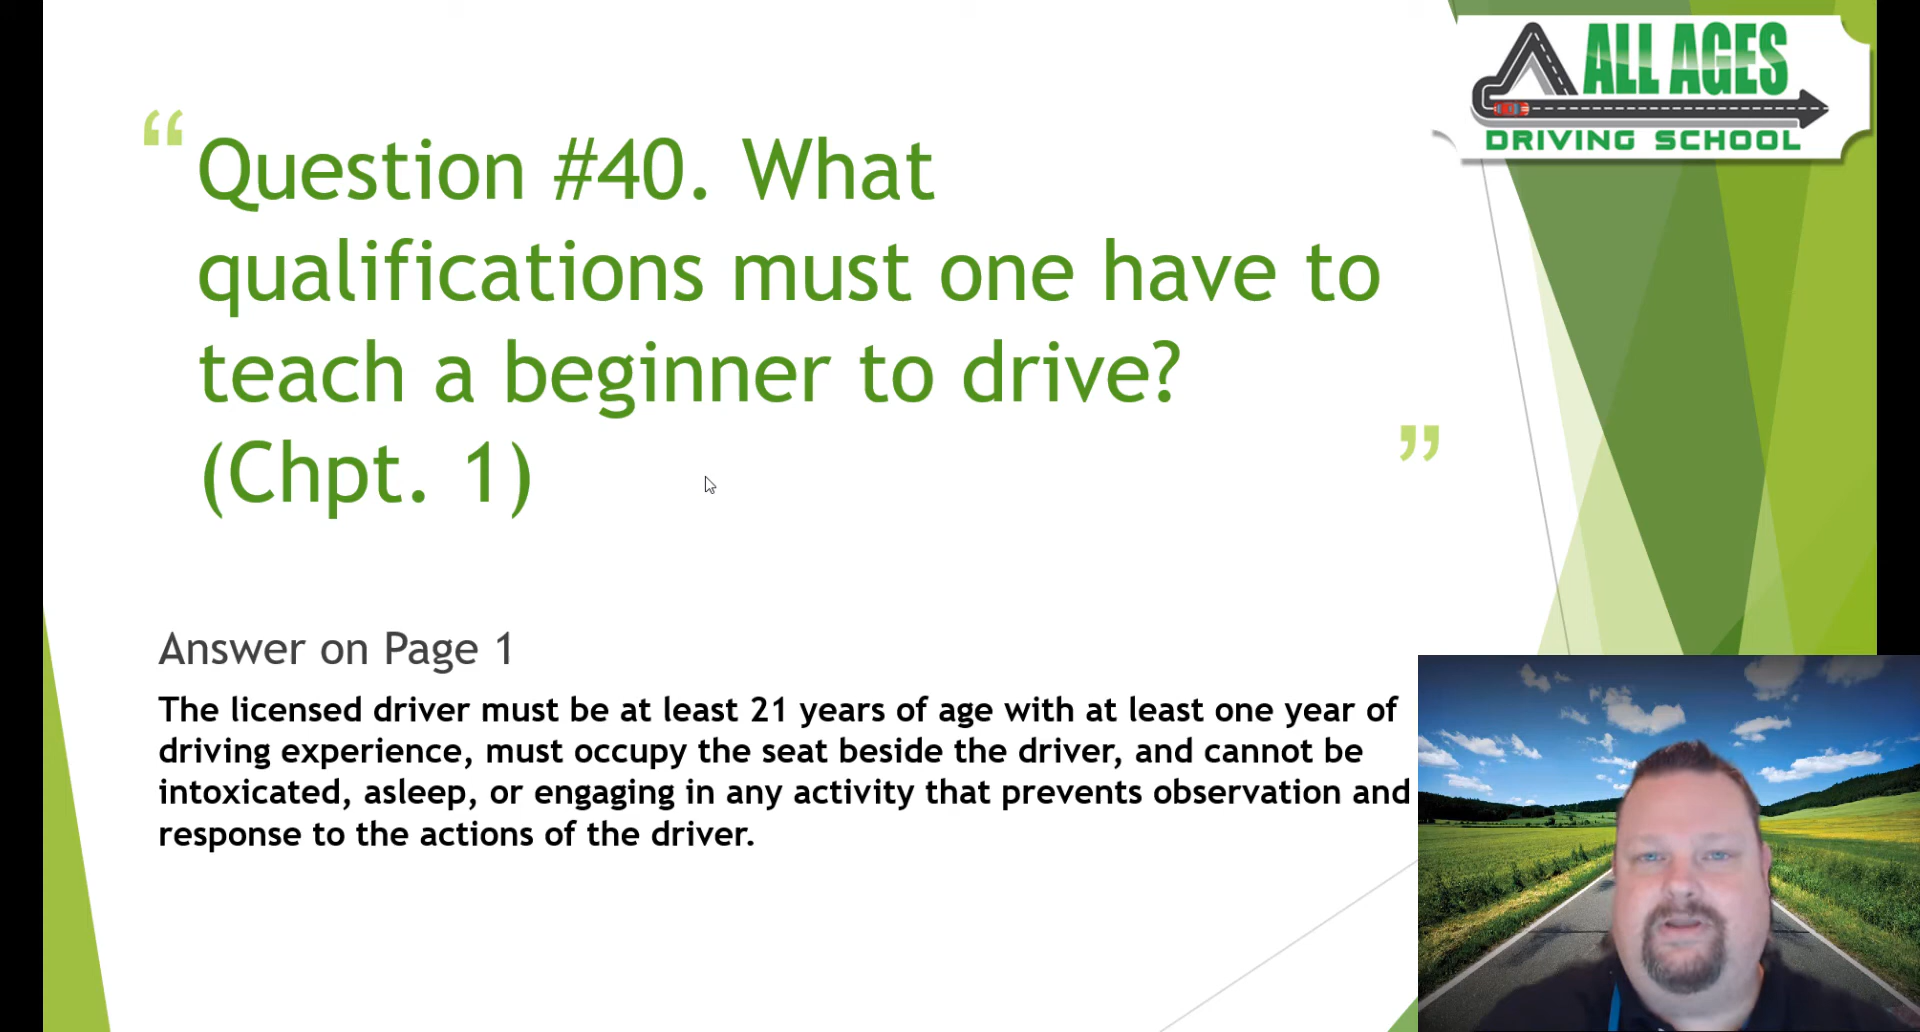 ALL AGES
DRIVING SCHOOL
“ Question #40. What
qualifications must one have to
teach a beginner to drive?
(Chpt. 1) ”
Answer on Page 1
The licensed driver must be at least 21 years of age with at least one year of
driving experience, must occupy the seat beside the driver, and cannot be
intoxicated, asleep, or engaging in any activity that prevents observation and
response to the actions of the driver.